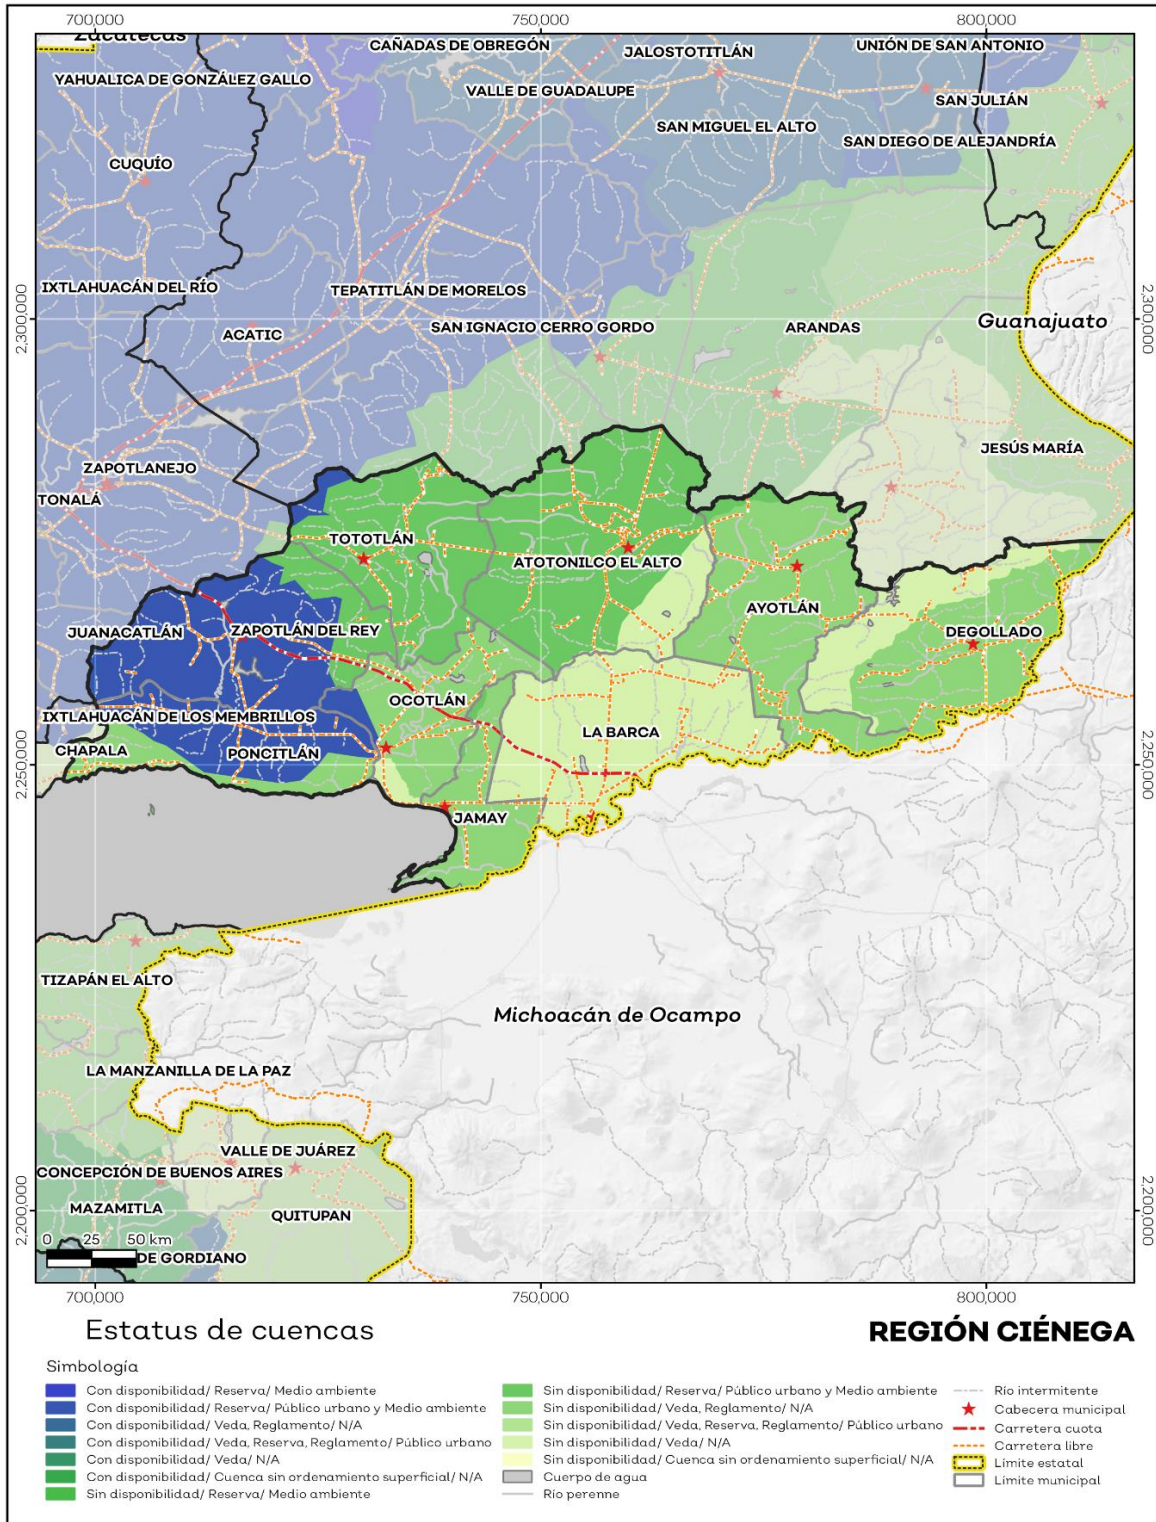 700,000 750,000 800,000
Zacatecas
CAÑADAS DE OBREGÓN
JALOSTOTITLÁN
UNIÓN DE SAN ANTONIO
YAHUALICA DE GONZÁLEZ GALLO
VALLE DE GUADALUPE
SAN JULIÁN
SAN MIGUEL EL ALTO
SAN DIEGO DE ALEJANDRÍA
CUQUÍO
IXTLAHUACÁN DEL RÍO
TEPATITLÁN DE MORELOS
2,300,000
2,300,000
ACATIC
SAN IGNACIO CERRO GORDO
ARANDAS
Guanajuato
JESÚS MARÍA
ZAPOTLANEJO
TONALÁ
TOTOTLÁN
ATOTONILCO EL ALTO
AYOTLÁN
JUANACATLÁN
ZAPOTLÁN DEL REY
DEGOLLADO
OCOTLÁN
IXTLAHUACÁN DE LOS MEMBRILLOS
LA BARCA
CHAPALA
PONCITLÁN
2,250,000
2,250,000
JAMAY
TIZAPÁN EL ALTO
Michoacán de Ocampo
LA MANZANILLA DE LA PAZ
VALLE DE JUÁREZ
CONCEPCIÓN DE BUENOS AIRES
MAZAMITLA
QUITUPAN
2,200,000
2,200,000
0 25 50 km
DE GORDIANO
700,000 750,000 800,000
Estatus de cuencas
REGIÓN CIÉNEGA
Simbología
Con disponibilidad/ Reserva/ Medio ambiente
Con disponibilidad/ Reserva/ Público urbano y Medio ambiente
Con disponibilidad/ Veda, Reglamento/ N/A
Con disponibilidad/ Veda, Reserva, Reglamento/ Público urbano
Con disponibilidad/ Veda/ N/A
Con disponibilidad/ Cuenca sin ordenamiento superficial/ N/A
Sin disponibilidad/ Reserva/ Medio ambiente
Sin disponibilidad/ Reserva/ Público urbano y Medio ambiente
Sin disponibilidad/ Veda, Reglamento/ N/A
Sin disponibilidad/ Veda, Reserva, Reglamento/ Público urbano
Sin disponibilidad/ Veda/ N/A
Sin disponibilidad/ Cuenca sin ordenamiento superficial/ N/A
Cuerpo de agua
Río perenne
Río intermitente
Cabecera municipal
Carretera cuota
Carretera libre
Límite estatal
Límite municipal